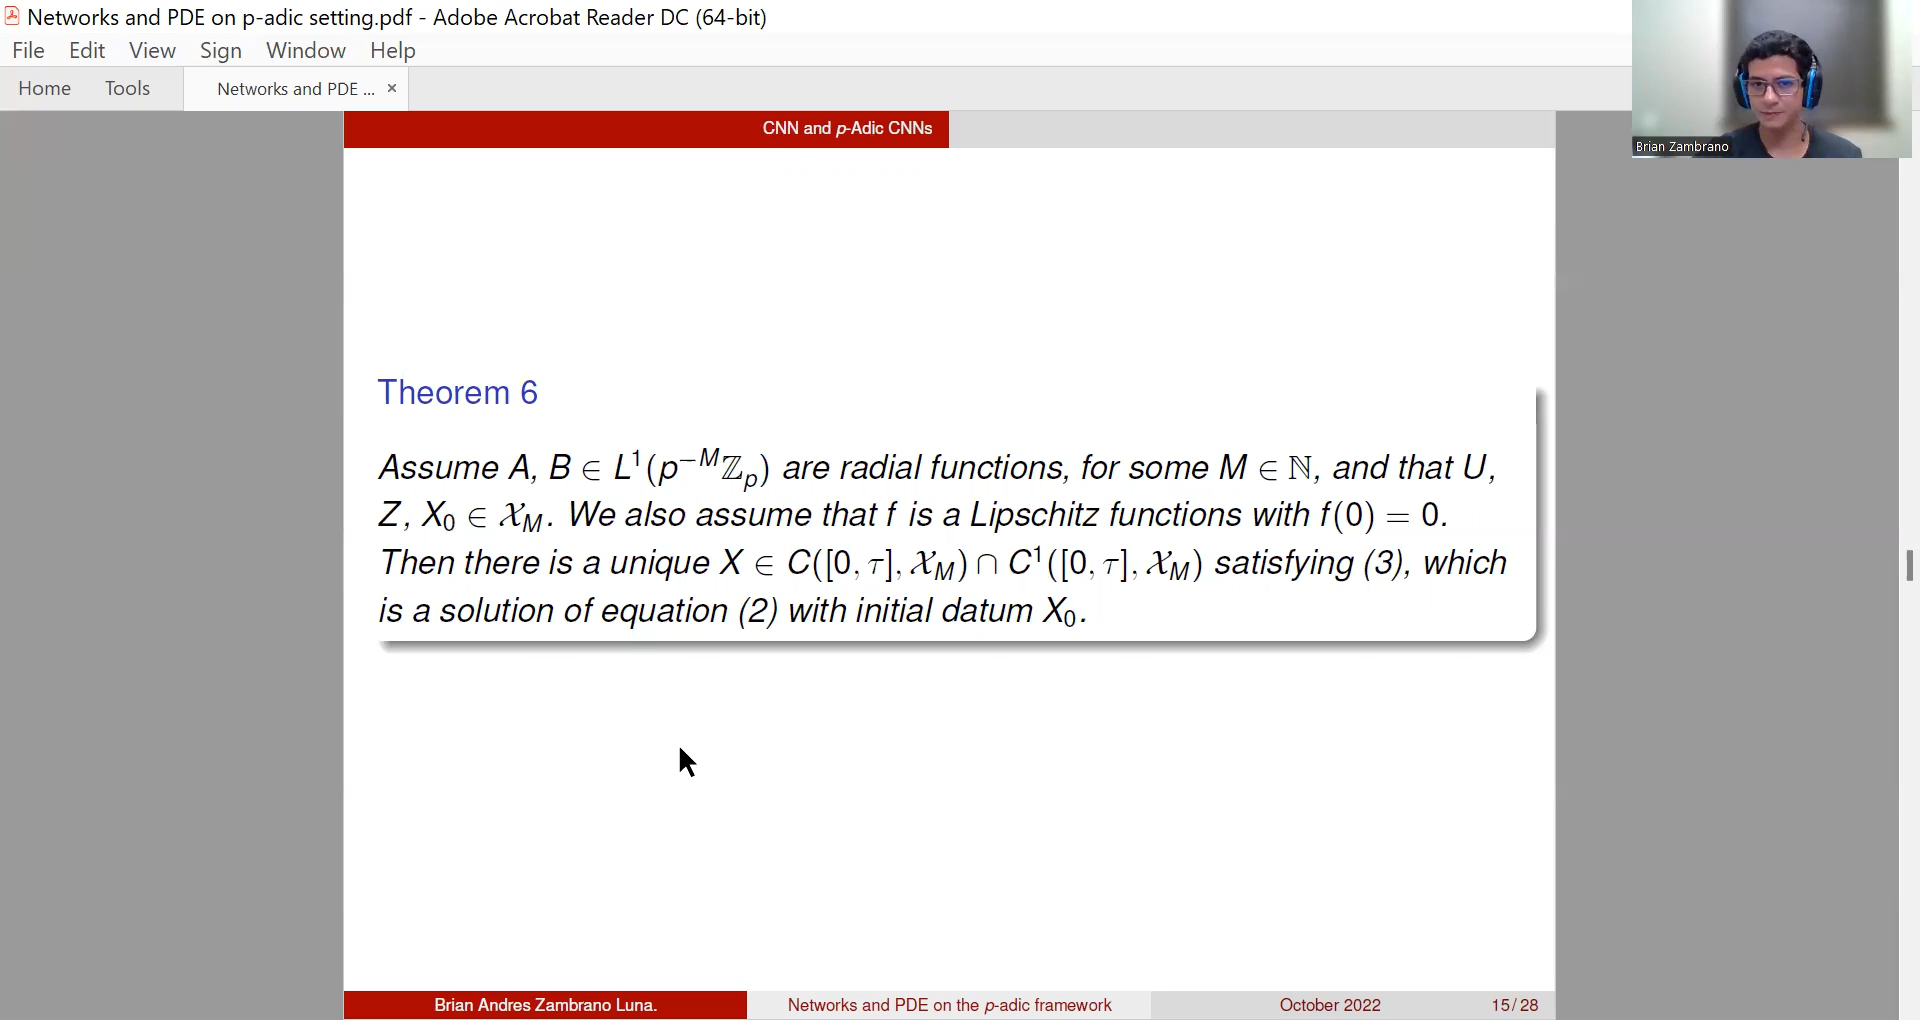 Networks and PDE on p-adic setting.pdf - Adobe Acrobat Reader DC (64-bit)
File Edit View Sign Window Help
Home Tools Networks and PDE ... ×
Brian Zambrano
CNN and p-Adic CNNs
Theorem 6
Assume A, B ∈ L¹(p⁻ᴹℤₚ) are radial functions, for some M ∈ ℕ, and that U,
Z, X₀ ∈ 𝒳_M. We also assume that f is a Lipschitz functions with f(0) = 0.
Then there is a unique X ∈ C([0, τ], 𝒳_M) ∩ C¹([0, τ], 𝒳_M) satisfying (3), which
is a solution of equation (2) with initial datum X₀.
Brian Andres Zambrano Luna. Networks and PDE on the p-adic framework October 2022 15/28